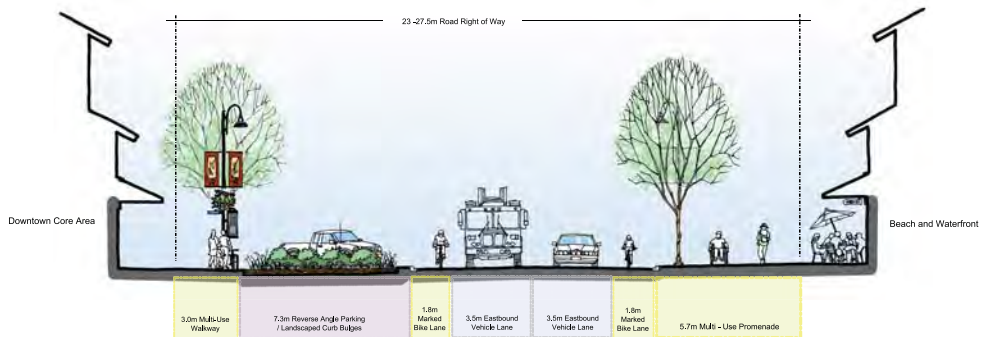 23 -27.5m Road Right of Way
Downtown Core Area
Beach and Waterfront
3.0m Multi-Use
Walkway
7.3m Reverse Angle Parking
/ Landscaped Curb Bulges
1.8m
Marked
Bike Lane
3.5m Eastbound
Vehicle Lane
3.5m Eastbound
Vehicle Lane
1.8m
Marked
Bike Lane
5.7m Multi - Use Promenade